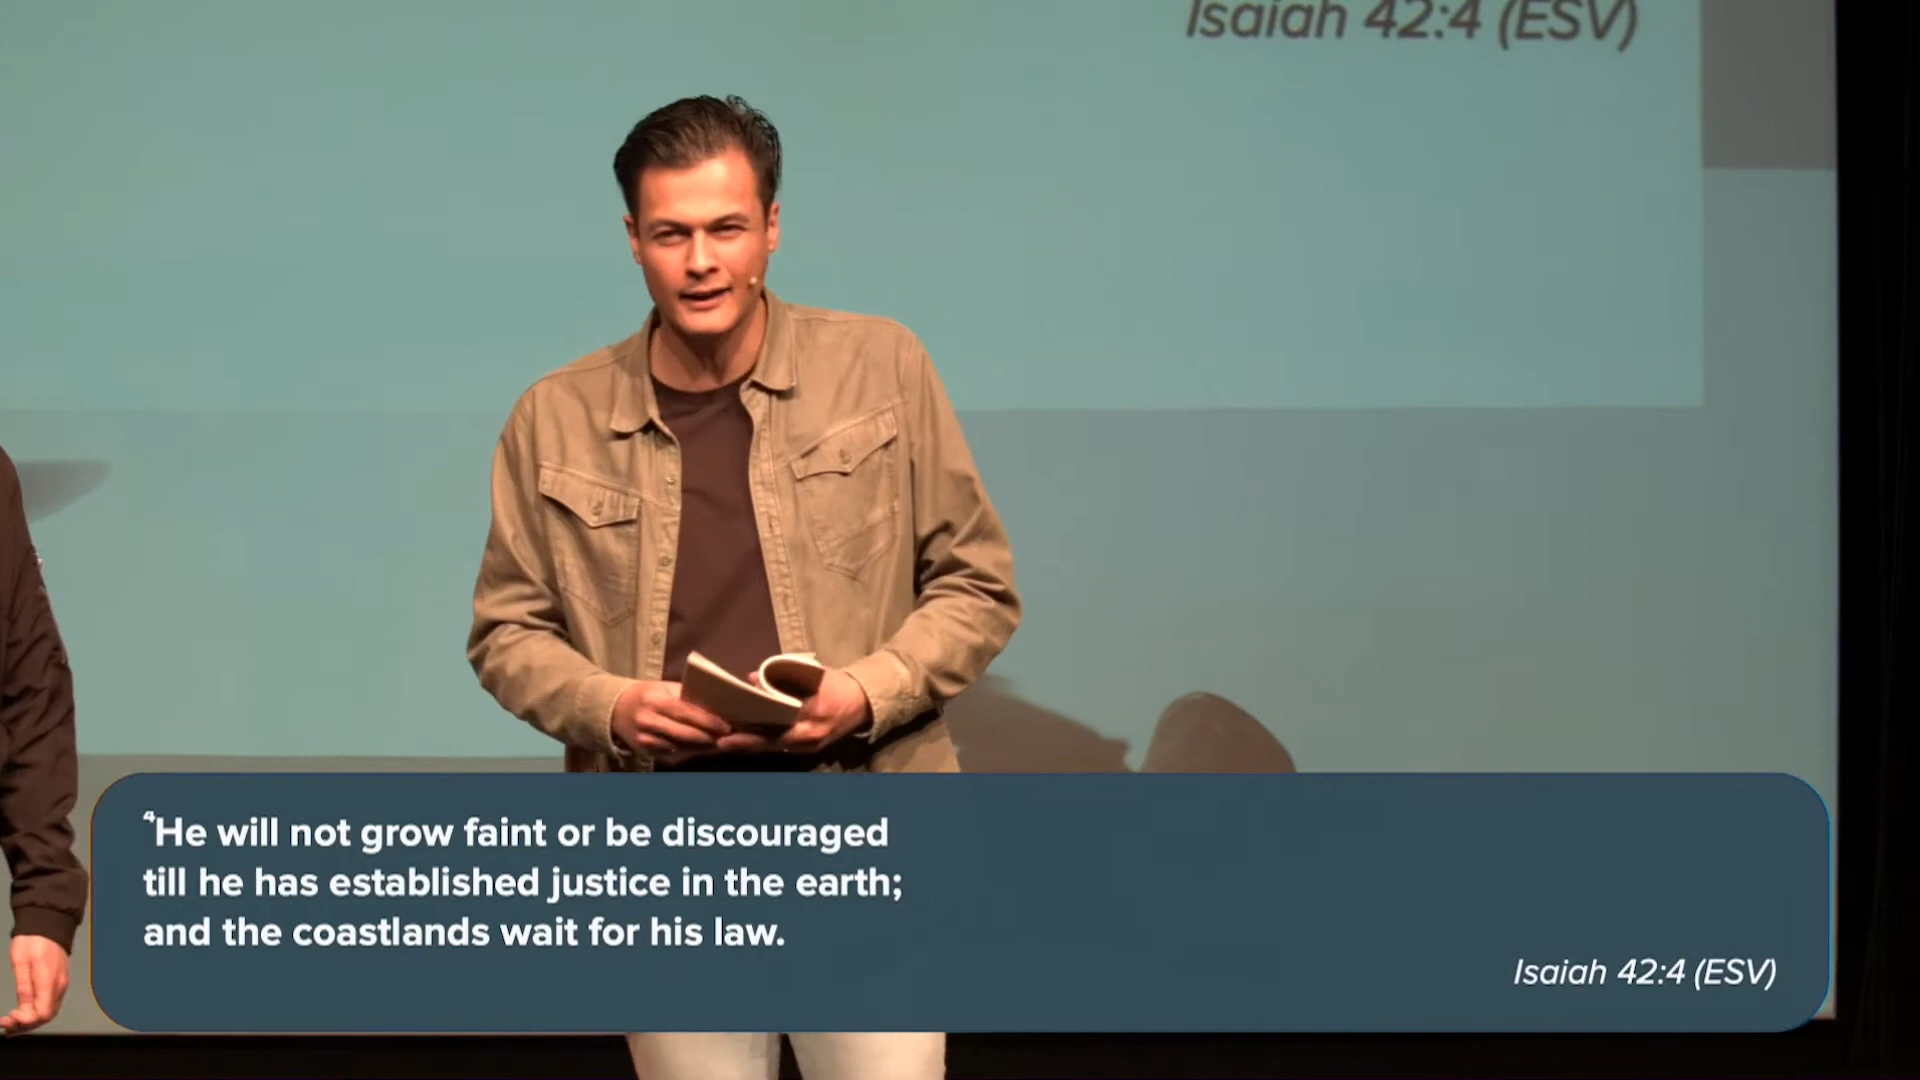 Isaiah 42:4 (ESV)
⁴He will not grow faint or be discouraged
till he has established justice in the earth;
and the coastlands wait for his law.
Isaiah 42:4 (ESV)